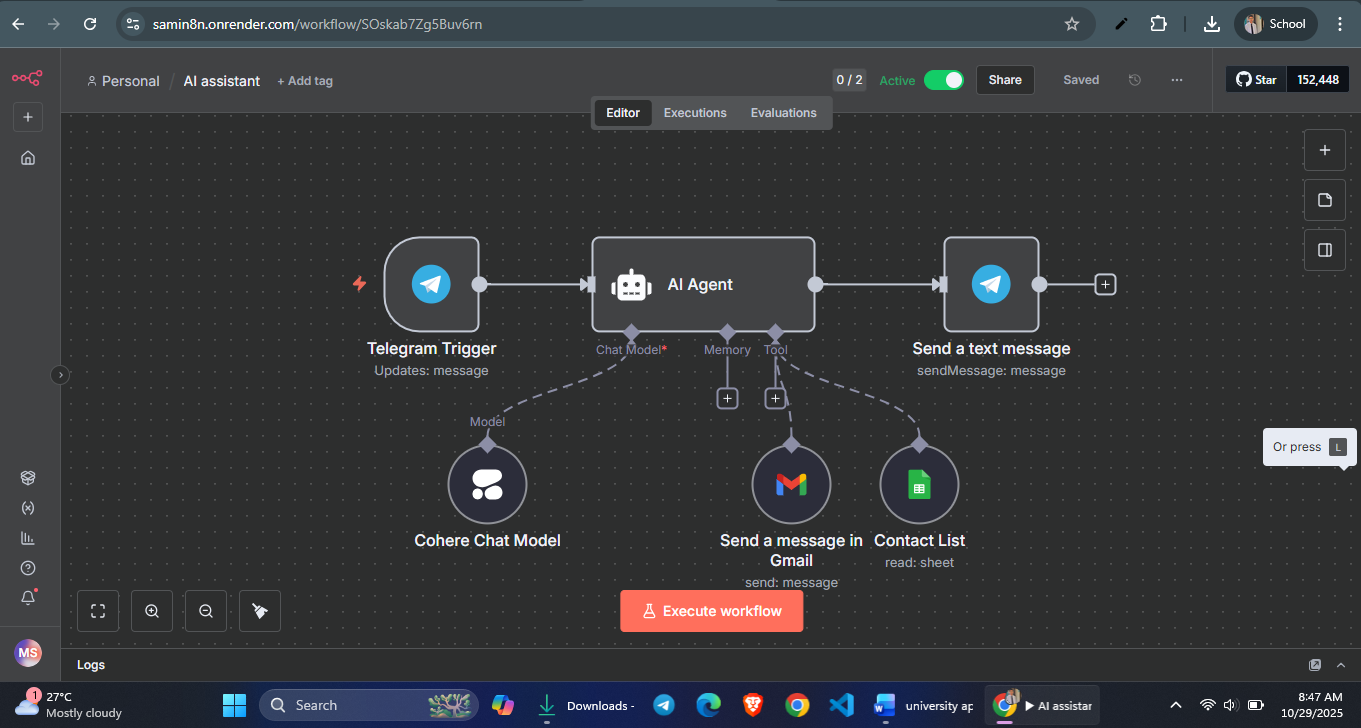 samin8n.onrender.com/workflow/SOskab7Zg5Buv6rn
School
Personal / AI assistant + Add tag
0 / 2 Active Share Saved ... Star 152,448
Editor Executions Evaluations
AI Agent
Telegram Trigger
Updates: message
Chat Model*
Memory
Tool
Send a text message
sendMessage: message
Model
Or press L
Cohere Chat Model
Send a message in
Gmail
send: message
Contact List
read: sheet
Execute workflow
MS
Logs
1
27°C
Mostly cloudy
Search
Downloads -
university ap
AI assistar
8:47 AM
10/29/2025